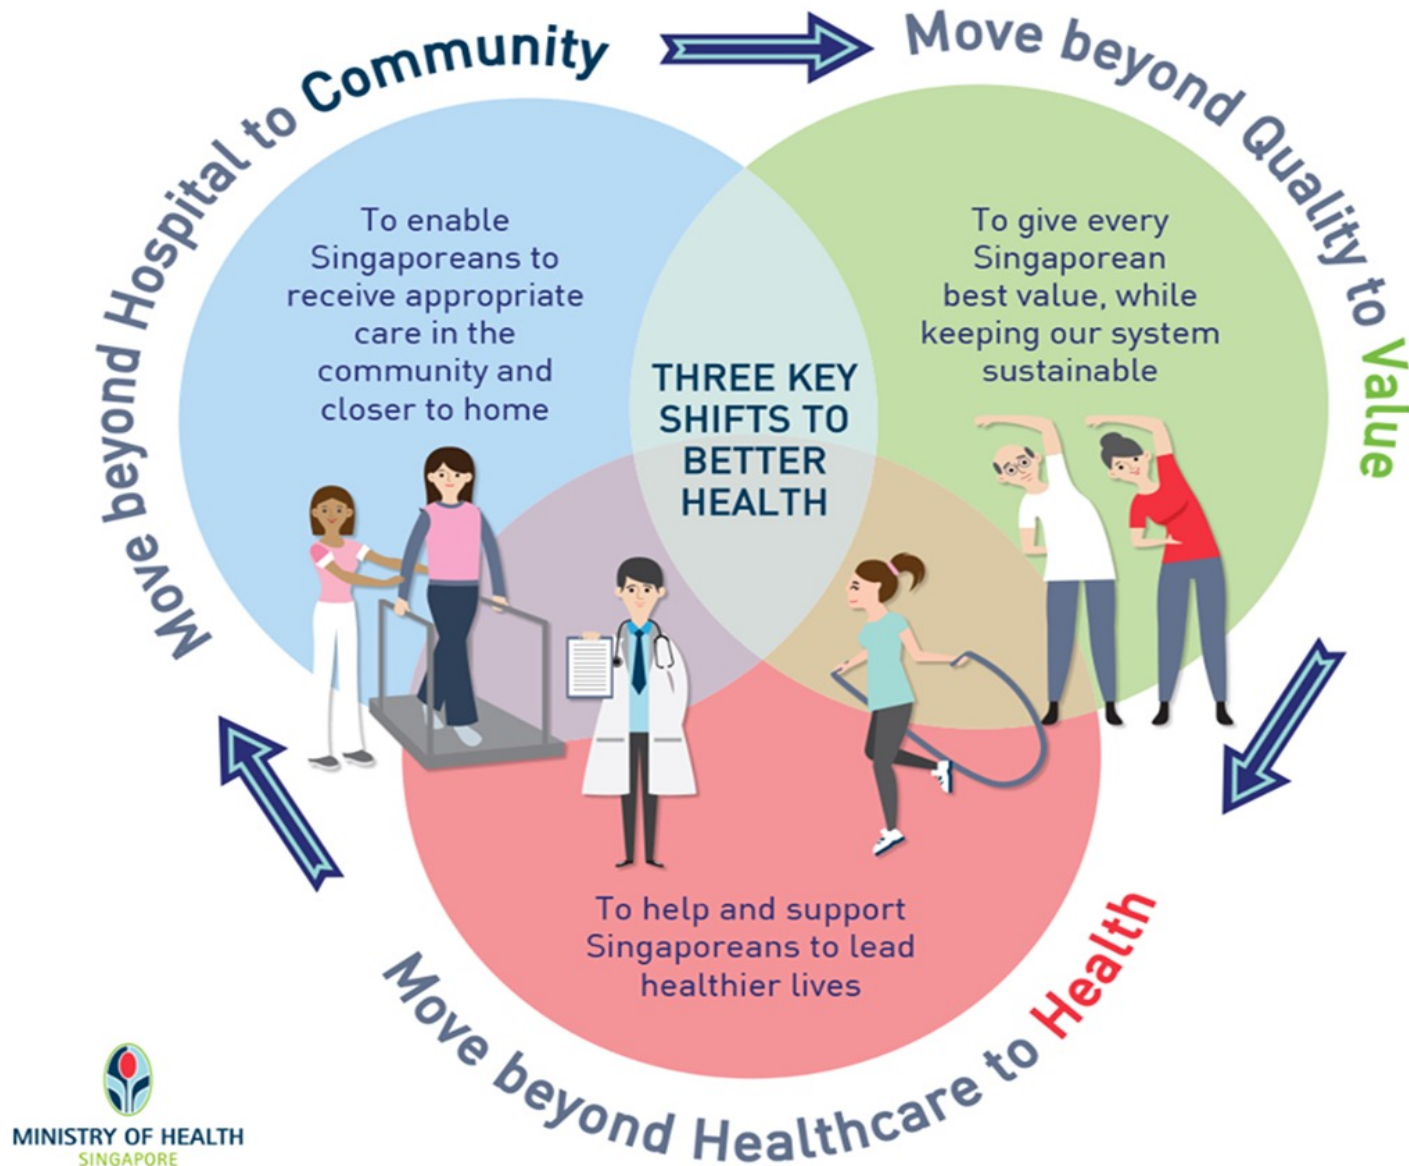 Move beyond Hospital to Community
Move beyond Quality to Value
To enable
Singaporeans to
receive appropriate
care in the
community and
closer to home
To give every
Singaporean
best value, while
keeping our system
sustainable
THREE KEY
SHIFTS TO
BETTER
HEALTH
To help and support
Singaporeans to lead
healthier lives
Move beyond Healthcare to Health
MINISTRY OF HEALTH
SINGAPORE